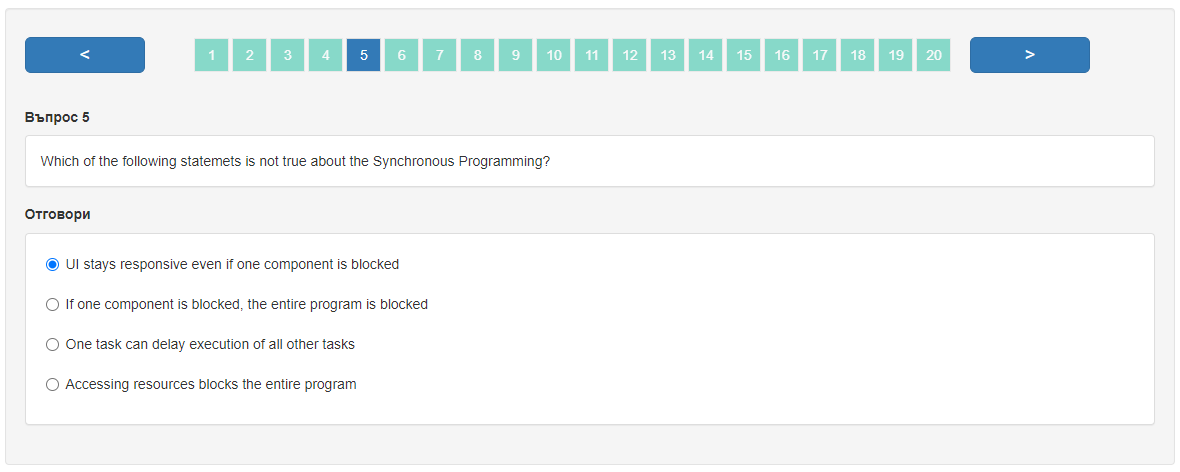 < 1 2 3 4 5 6 7 8 9 10 11 12 13 14 15 16 17 18 19 20 >
Въпрос 5
Which of the following statemets is not true about the Synchronous Programming?
Отговори
UI stays responsive even if one component is blocked
If one component is blocked, the entire program is blocked
One task can delay execution of all other tasks
Accessing resources blocks the entire program